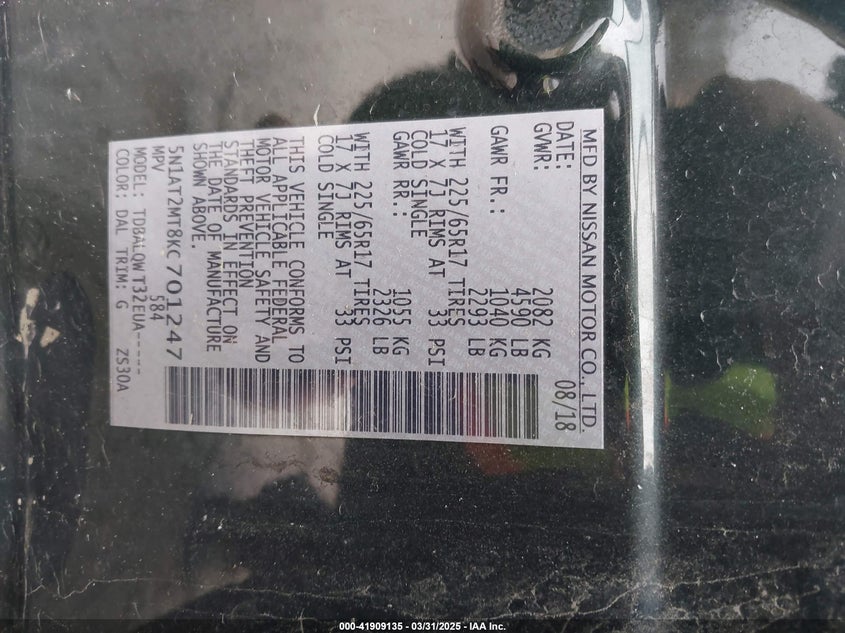 MFD BY NISSAN MOTOR CO., LTD.
DATE: 08/18
GVWR: 2082 KG
4590 LB
GAWR FR.: 1040 KG
2293 LB
WITH 225/65R17 TIRES
17 X 7J RIMS AT 33 PSI
COLD SINGLE
GAWR RR.: 1055 KG
2326 LB
WITH 225/65R17 TIRES
17 X 7J RIMS AT 33 PSI
COLD SINGLE
THIS VEHICLE CONFORMS TO
ALL APPLICABLE FEDERAL
MOTOR VEHICLE SAFETY AND
THEFT PREVENTION
STANDARDS IN EFFECT ON
THE DATE OF MANUFACTURE
SHOWN ABOVE.
5N1AT2MT8KC701247
MPV 584
MODEL: TDBALQWT32EUA-----
COLOR: DAL TRIM: G ZS30A
000-41909135 - 03/31/2025 - IAA Inc.